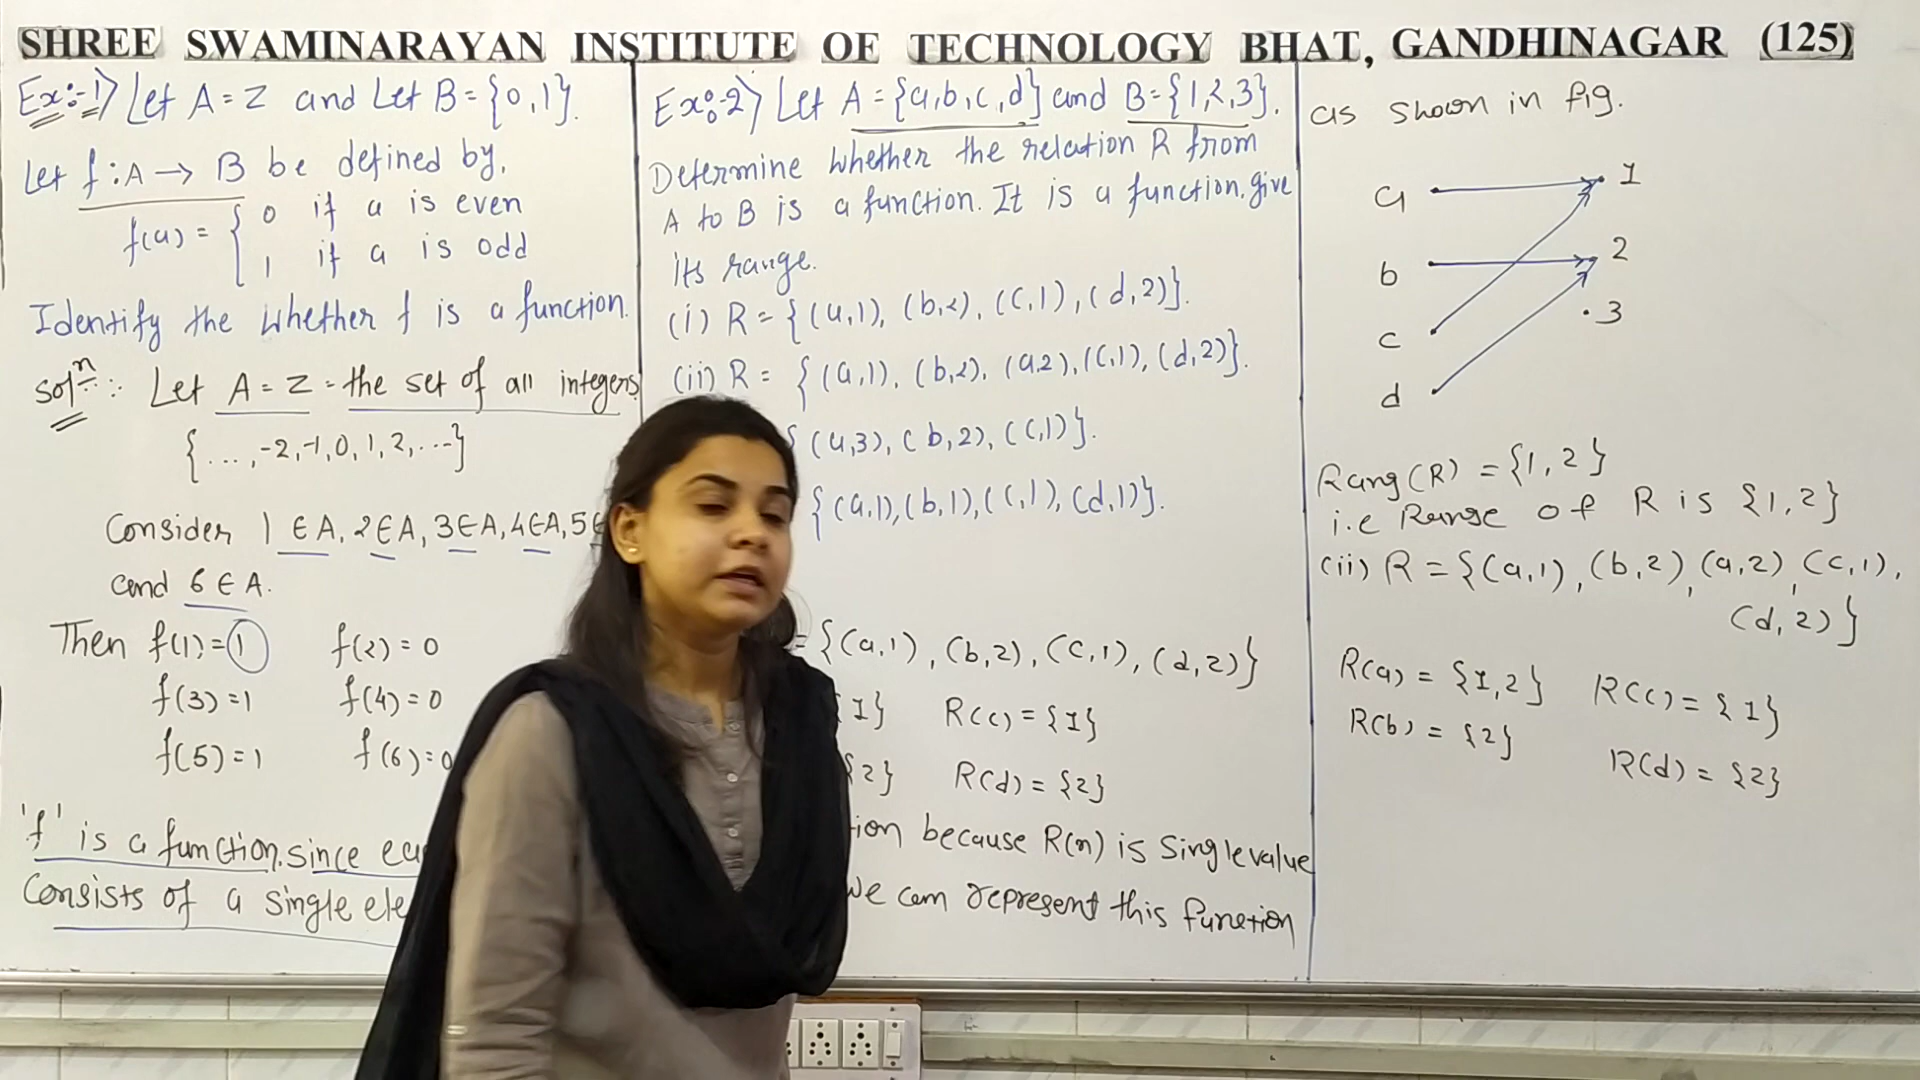 SHREE SWAMINARAYAN INSTITUTE OF TECHNOLOGY BHAT, GANDHINAGAR (125)
Ex:-1) Let A=Z and Let B={0,1}.
Let f:A→B be defined by,
f(a) = { 0 if a is even
1 if a is odd
Identify the whether f is a function.
Solⁿ:: Let A=Z = the set of all integers
{...,-2,-1,0,1,2,...}
Consider 1∈A, 2∈A, 3∈A, 4∈A, 5∈
and 6∈A.
Then f(1)=1 f(2)=0
f(3)=1 f(4)=0
f(5)=1 f(6)=0
'f' is a function. since
consists of a single
Ex:-2) Let A={a,b,c,d} and B={1,2,3}.
Determine whether the relation R from
A to B is a function. It is a function. give
its range.
(i) R={(a,1), (b,2), (c,1), (d,2)}.
(ii) R= {(a,1), (b,2), (a,2), (c,1), (d,2)}.
{(a,3), (b,2), (c,1)}.
{(a,1), (b,1), (c,1), (d,1)}.
={(a,1), (b,2), (c,1), (d,2)}
1} R(c)={1}
{2} R(d)={2}
because R(n) is single value
we can represent this function
as shown in fig.
a 1
b 2
c 3
d
Rang(R) = {1,2}
i.e Range of R is {1,2}
(ii) R={(a,1), (b,2), (a,2), (c,1),
(d,2)}
R(a) = {1,2} R(c) = {1}
R(b) = {2}
R(d) = {2}